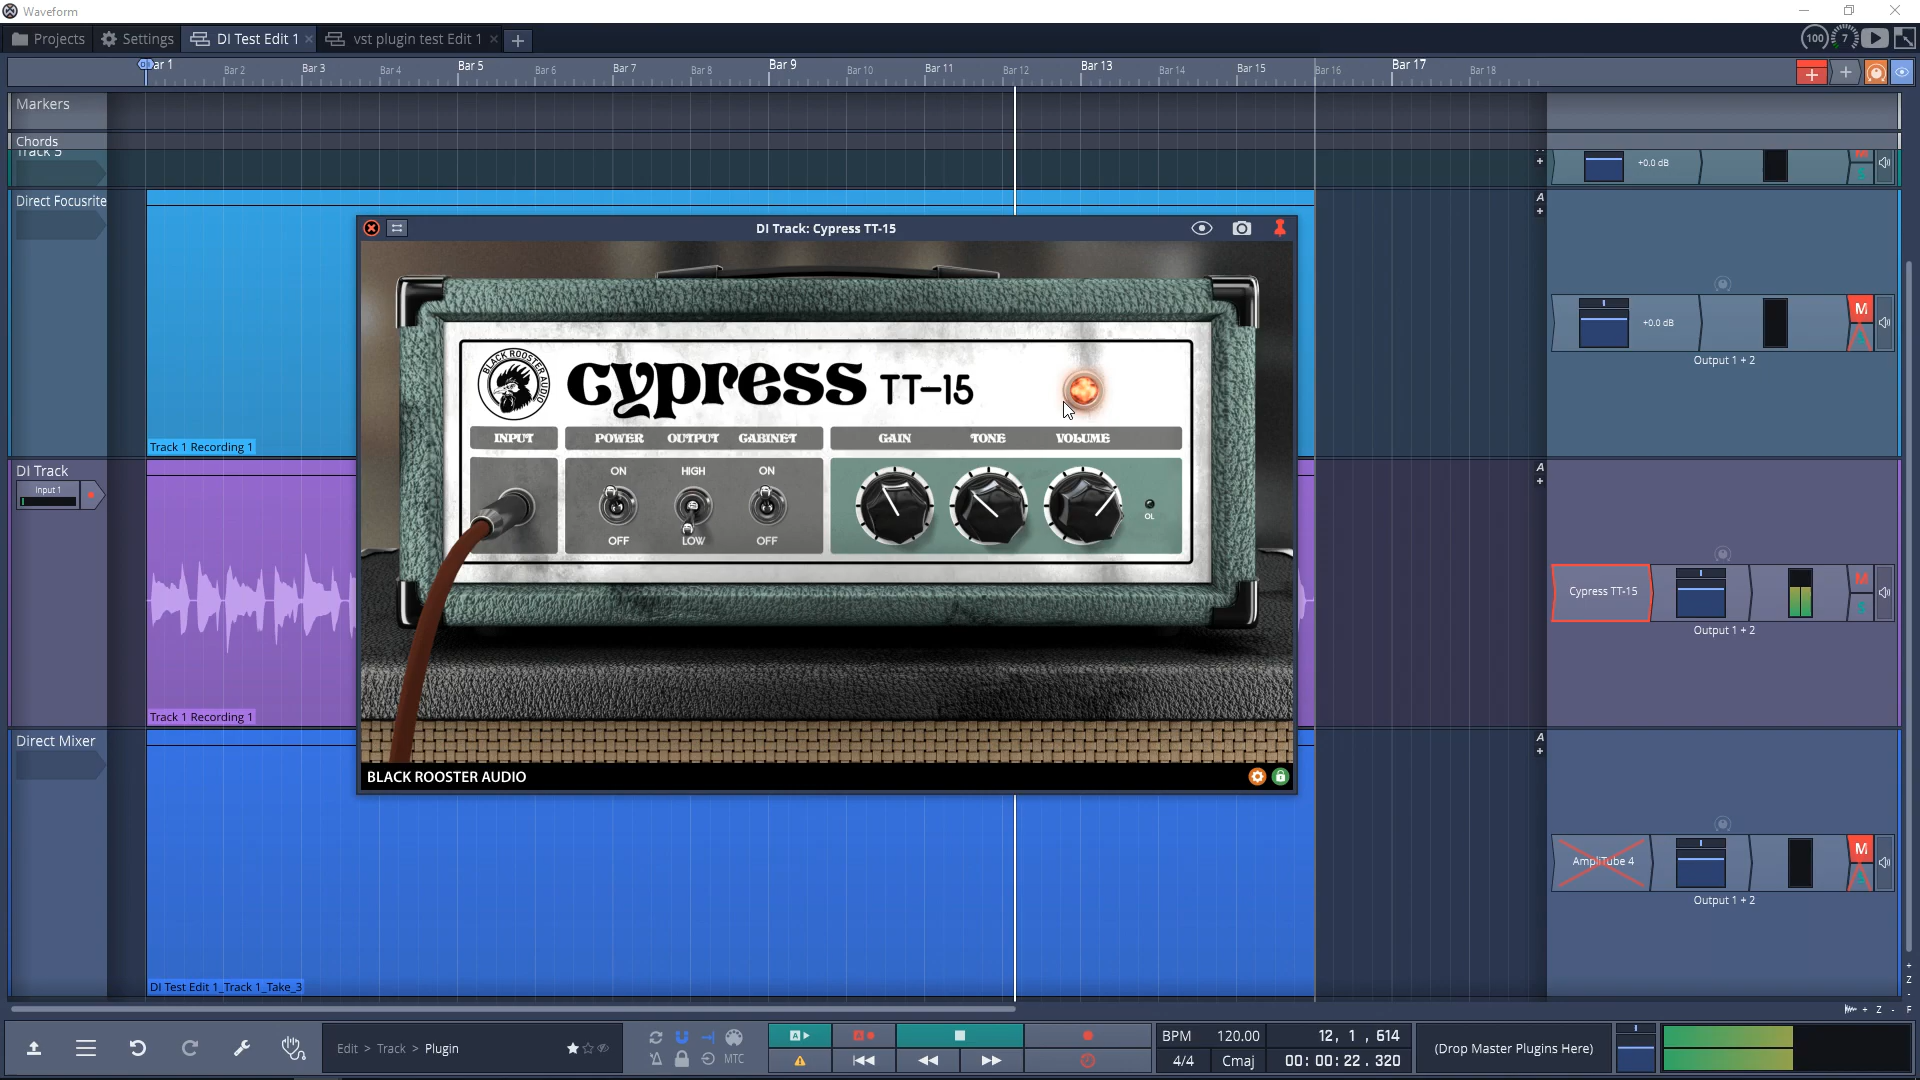 Waveform
Projects
Settings
DI Test Edit 1
vst plugin test Edit 1
100
7
Bar 2
Bar 3
Bar 4
Bar 5
Bar 6
Bar 7
Bar 8
Bar 9
Bar 10
Bar 11
Bar 12
Bar 13
Bar 14
Bar 15
Bar 16
Bar 17
Bar 18
Markers
Chords
+0.0 dB
Direct Focusrite
A
DI Track: Cypress TT-15
BLACK ROOSTER AUDIO
cypress TT-15
INPUT
POWER
OUTPUT
CABINET
GAIN
TONE
VOLUME
ON
HIGH
ON
OFF
LOW
OFF
OL
BLACK ROOSTER AUDIO
+0.0 dB
M
Output 1 + 2
Track 1 Recording 1
DI Track
Input 1
A
Cypress TT-15
M
S
Output 1 + 2
Track 1 Recording 1
Direct Mixer
A
AmpliTube 4
M
Output 1 + 2
DI Test Edit 1_Track 1_Take_3
Z
Z
F
Edit > Track > Plugin
MTC
A
A
BPM 120.00
12, 1 , 614
4/4 Cmaj
00: 00: 22 . 320
(Drop Master Plugins Here)